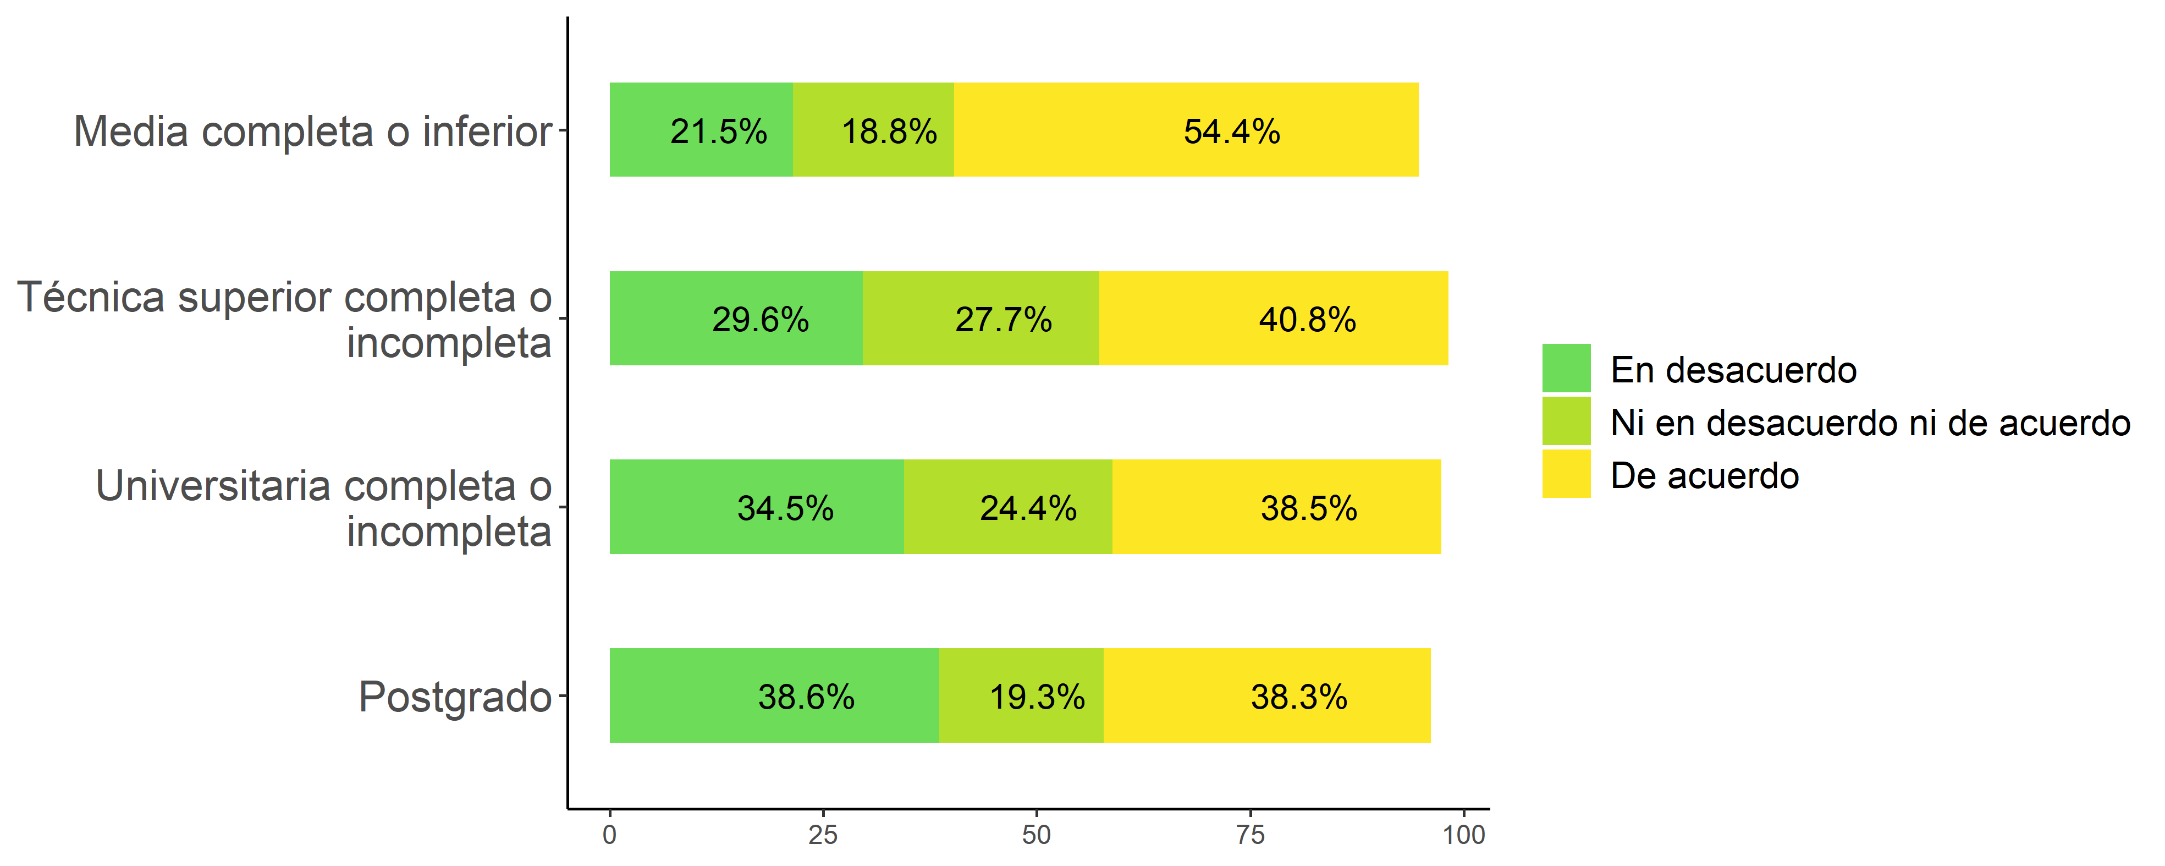 Media completa o inferior
21.5%
18.8%
54.4%
Técnica superior completa o
incompleta
29.6%
27.7%
40.8%
Universitaria completa o
incompleta
34.5%
24.4%
38.5%
Postgrado
38.6%
19.3%
38.3%
0
25
50
75
100
En desacuerdo
Ni en desacuerdo ni de acuerdo
De acuerdo